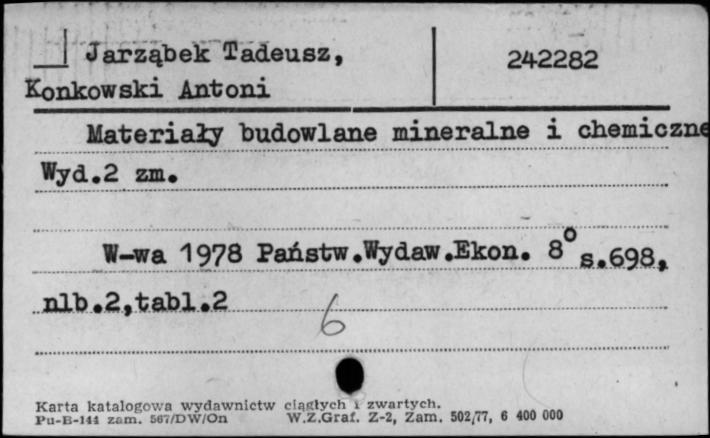 Jarząbek Tadeusz, 242282
Konkowski Antoni
Materiały budowlane mineralne i chemiczne
Wyd.2 zm.
W-wa 1978 Państw.Wydaw.Ekon. 8° s.698,
nlb.2,tabl.2
6
Karta katalogowa wydawnictw ciągłych i zwartych.
Pu-B-144 zam. 567/DW/On W.Z.Graf. Z-2, Zam. 502/77, 6 400 000